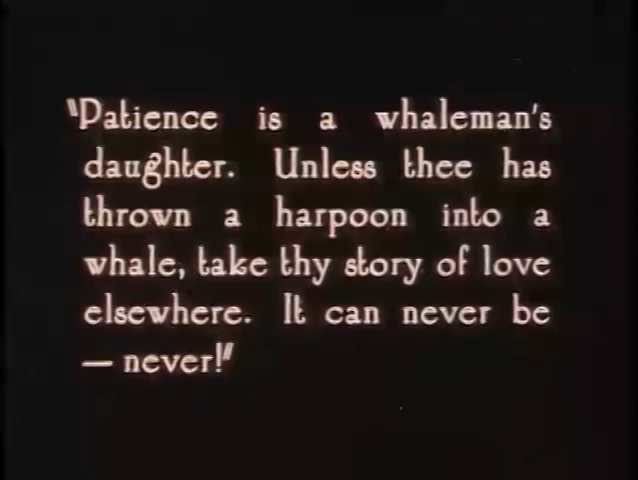 "Patience is a whaleman's
daughter. Unless thee has
thrown a harpoon into a
whale, take thy story of love
elsewhere. It can never be
— never!"